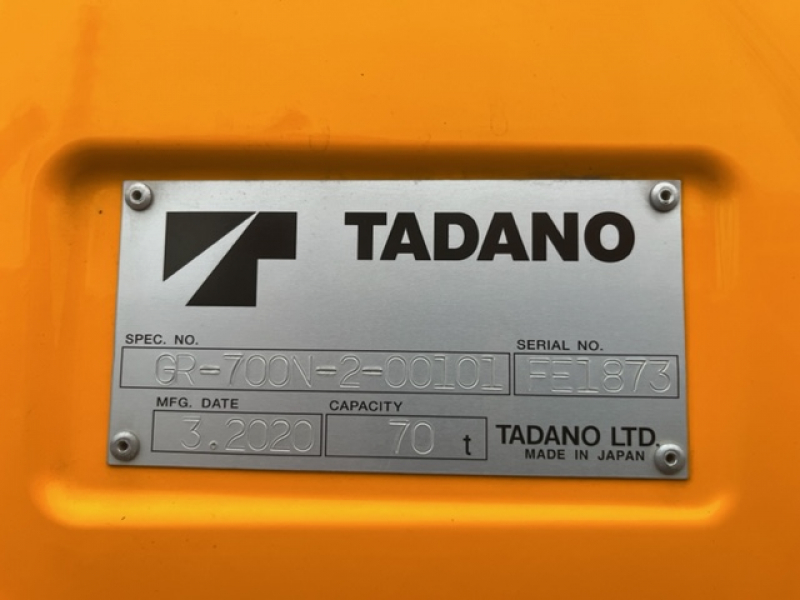 TADANO
SPEC. NO. SERIAL NO.
GR-700N-2-00101 FE1873
MFG. DATE CAPACITY
3.2020 70 t TADANO LTD.
MADE IN JAPAN